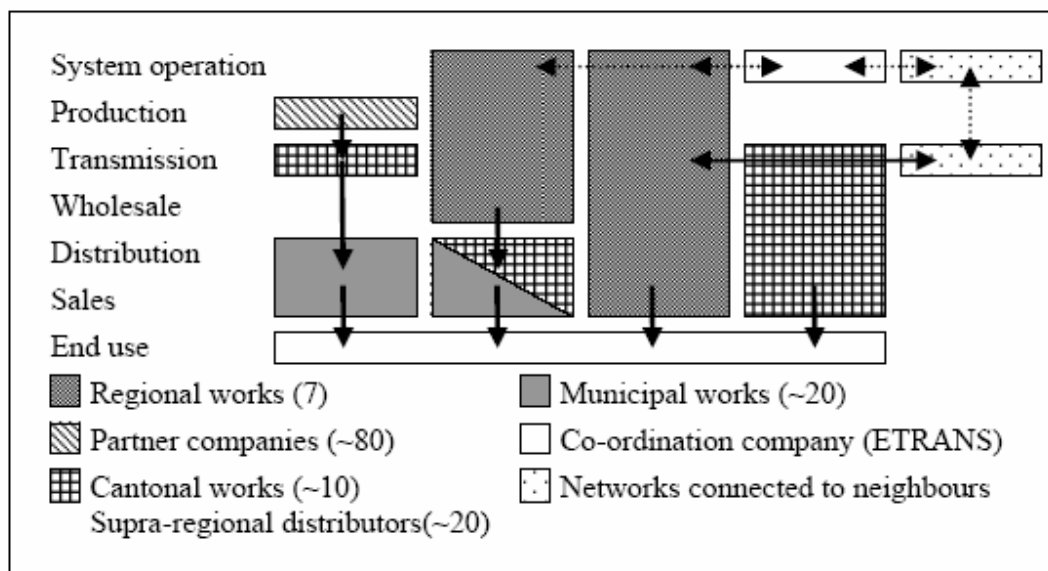 System operation
Production
Transmission
Wholesale
Distribution
Sales
End use
Regional works (7)
Municipal works (~20)
Partner companies (~80)
Co-ordination company (ETRANS)
Cantonal works (~10)
Networks connected to neighbours
Supra-regional distributors(~20)